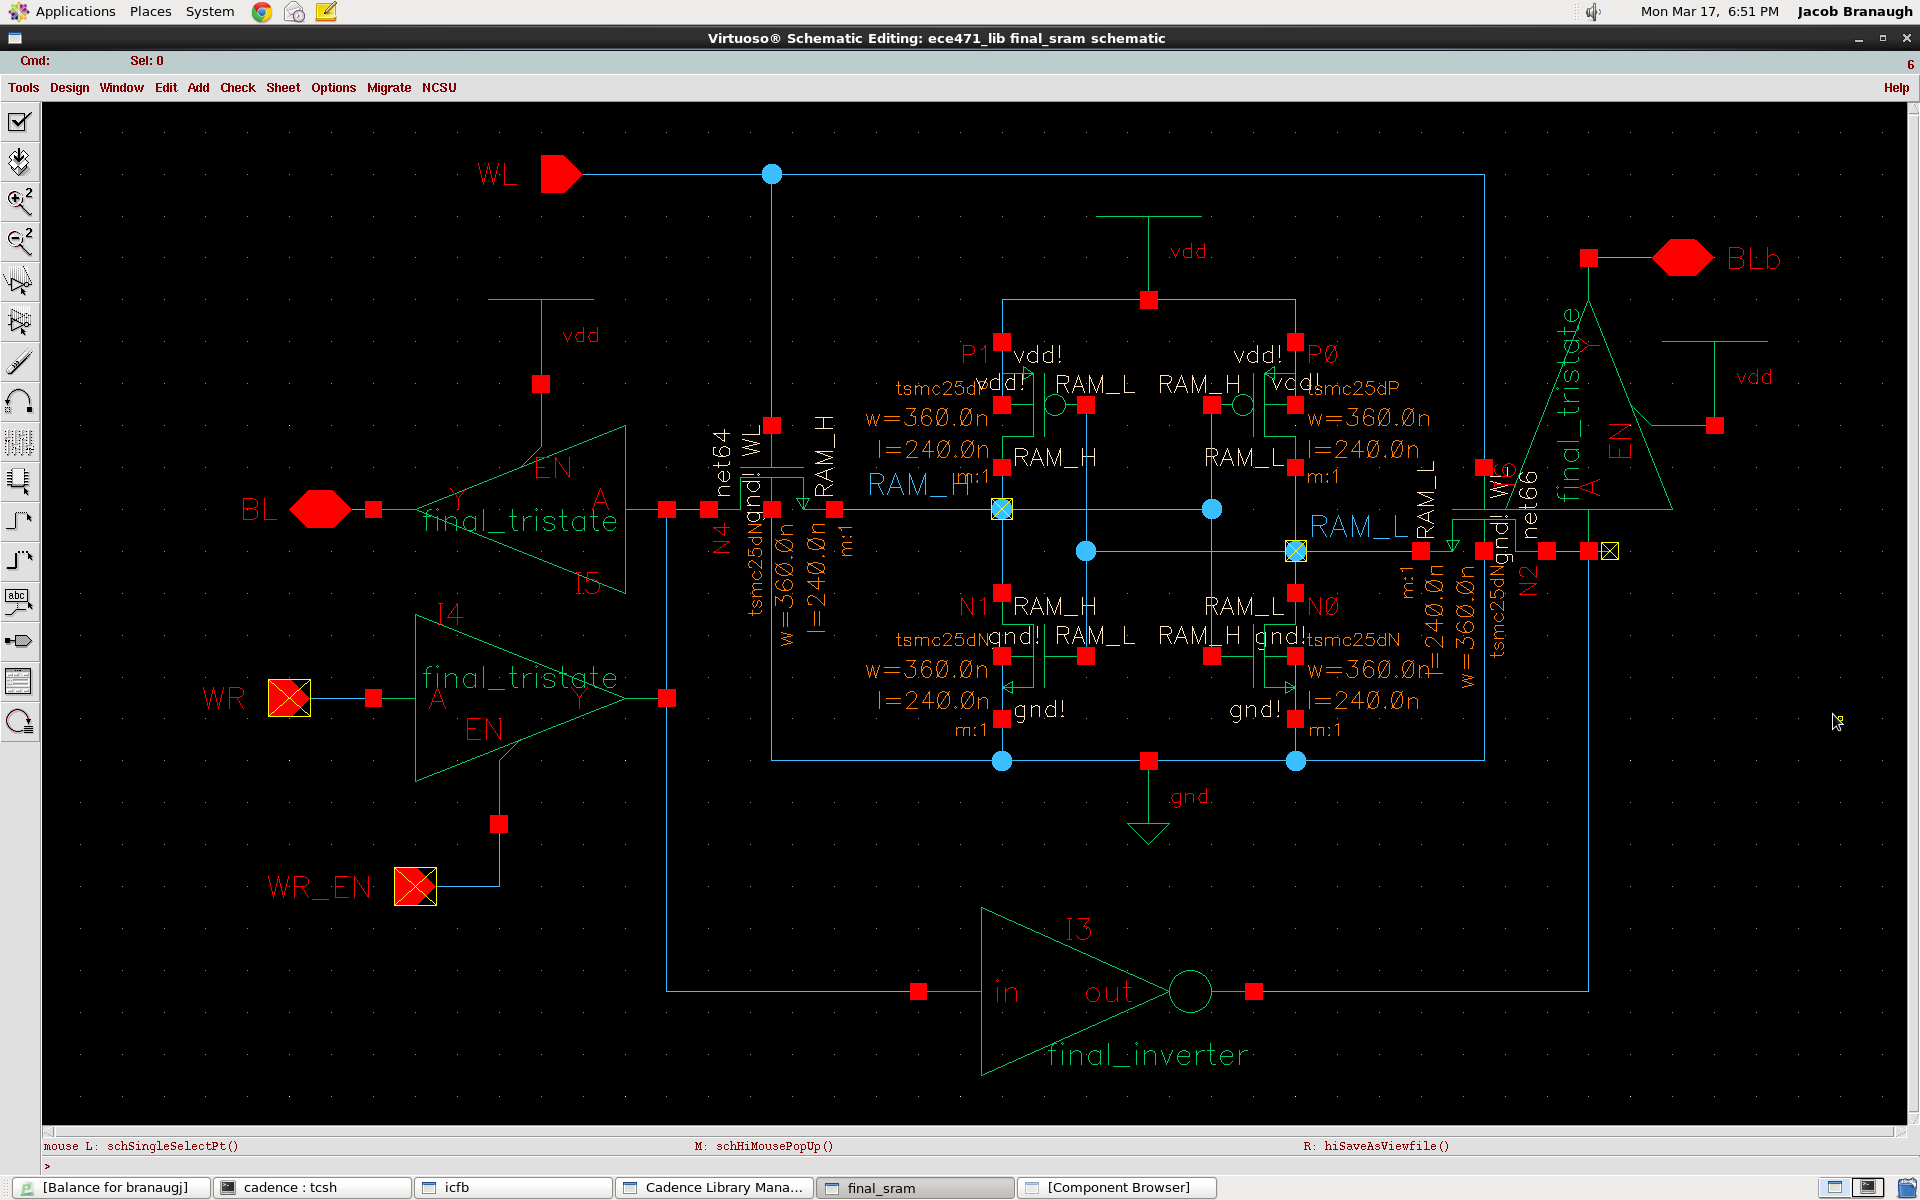 Applications Places System
Mon Mar 17, 6:51 PM Jacob Branaugh
Virtuoso® Schematic Editing: ece471_lib final_sram schematic
Cmd: Sel: 0
6
Tools Design Window Edit Add Check Sheet Options Migrate NCSU
Help
WL
vdd
BLb
vdd
vdd
P1 vdd!
vdd! P0
tsmc25dP
vdd! RAM_L
RAM_H vdd!
tsmc25dP
w=360.0n
l=240.0n
m:1
RAM_H
w=360.0n
l=240.0n
m:1
RAM_L
RAM_H
RAM_L
BL
Y EN A
final_tristate
I5
net64
gnd! WL
RAM_H
N4
tsmc25dN
w=360.0n
l=240.0n
m:1
RAM_L
gnd! WL
net66
m:1
l=240.0n
w=360.0n
tsmc25dN
N2
final_tristate
Y
EN
A
I4
final_tristate
A Y
EN
WR
WR_EN
N1 RAM_H
RAM_L N0
tsmc25dN
gnd! RAM_L
RAM_H gnd!
tsmc25dN
w=360.0n
l=240.0n
m:1
gnd!
gnd!
w=360.0n
l=240.0n
m:1
gnd
I3
in out
final_inverter
mouse L: schSingleSelectPt() M: schHiMousePopUp() R: hiSaveAsViewfile()
>
[Balance for branaugj] cadence : tcsh icfb Cadence Library Mana... final_sram [Component Browser]